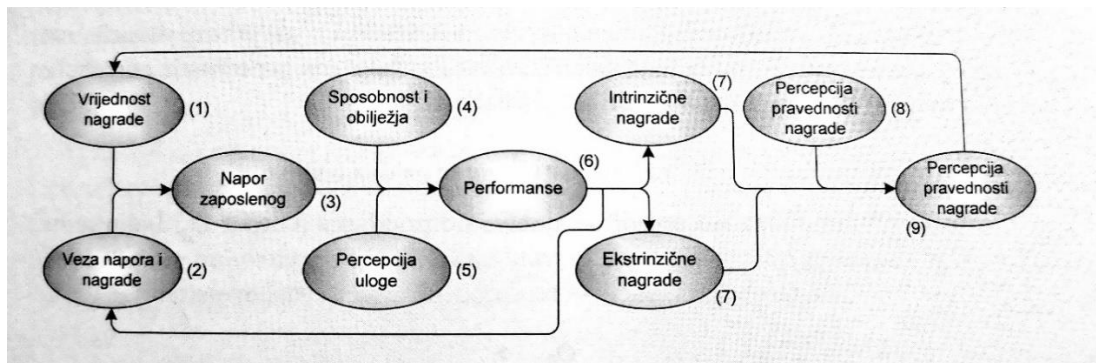 Vrijednost
nagrade
(1)
Sposobnost i
obilježja
(4)
Intrinzične
nagrade
(7)
Percepcija
pravednosti
nagrade
(8)
Napor
zaposlenog
(3)
Performanse
(6)
Percepcija
pravednosti
nagrade
(9)
Veza napora i
nagrade
(2)
Percepcija
uloge
(5)
Ekstrinzične
nagrade
(7)